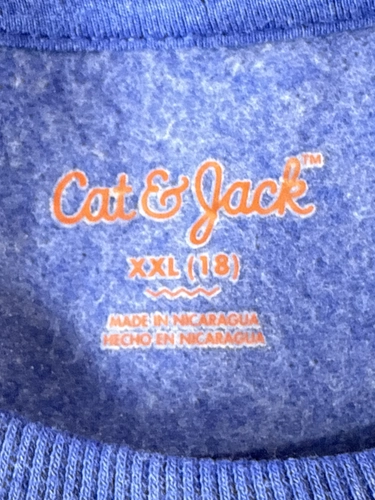 Cat & Jack™
XXL (18)
MADE IN NICARAGUA
HECHO EN NICARAGUA